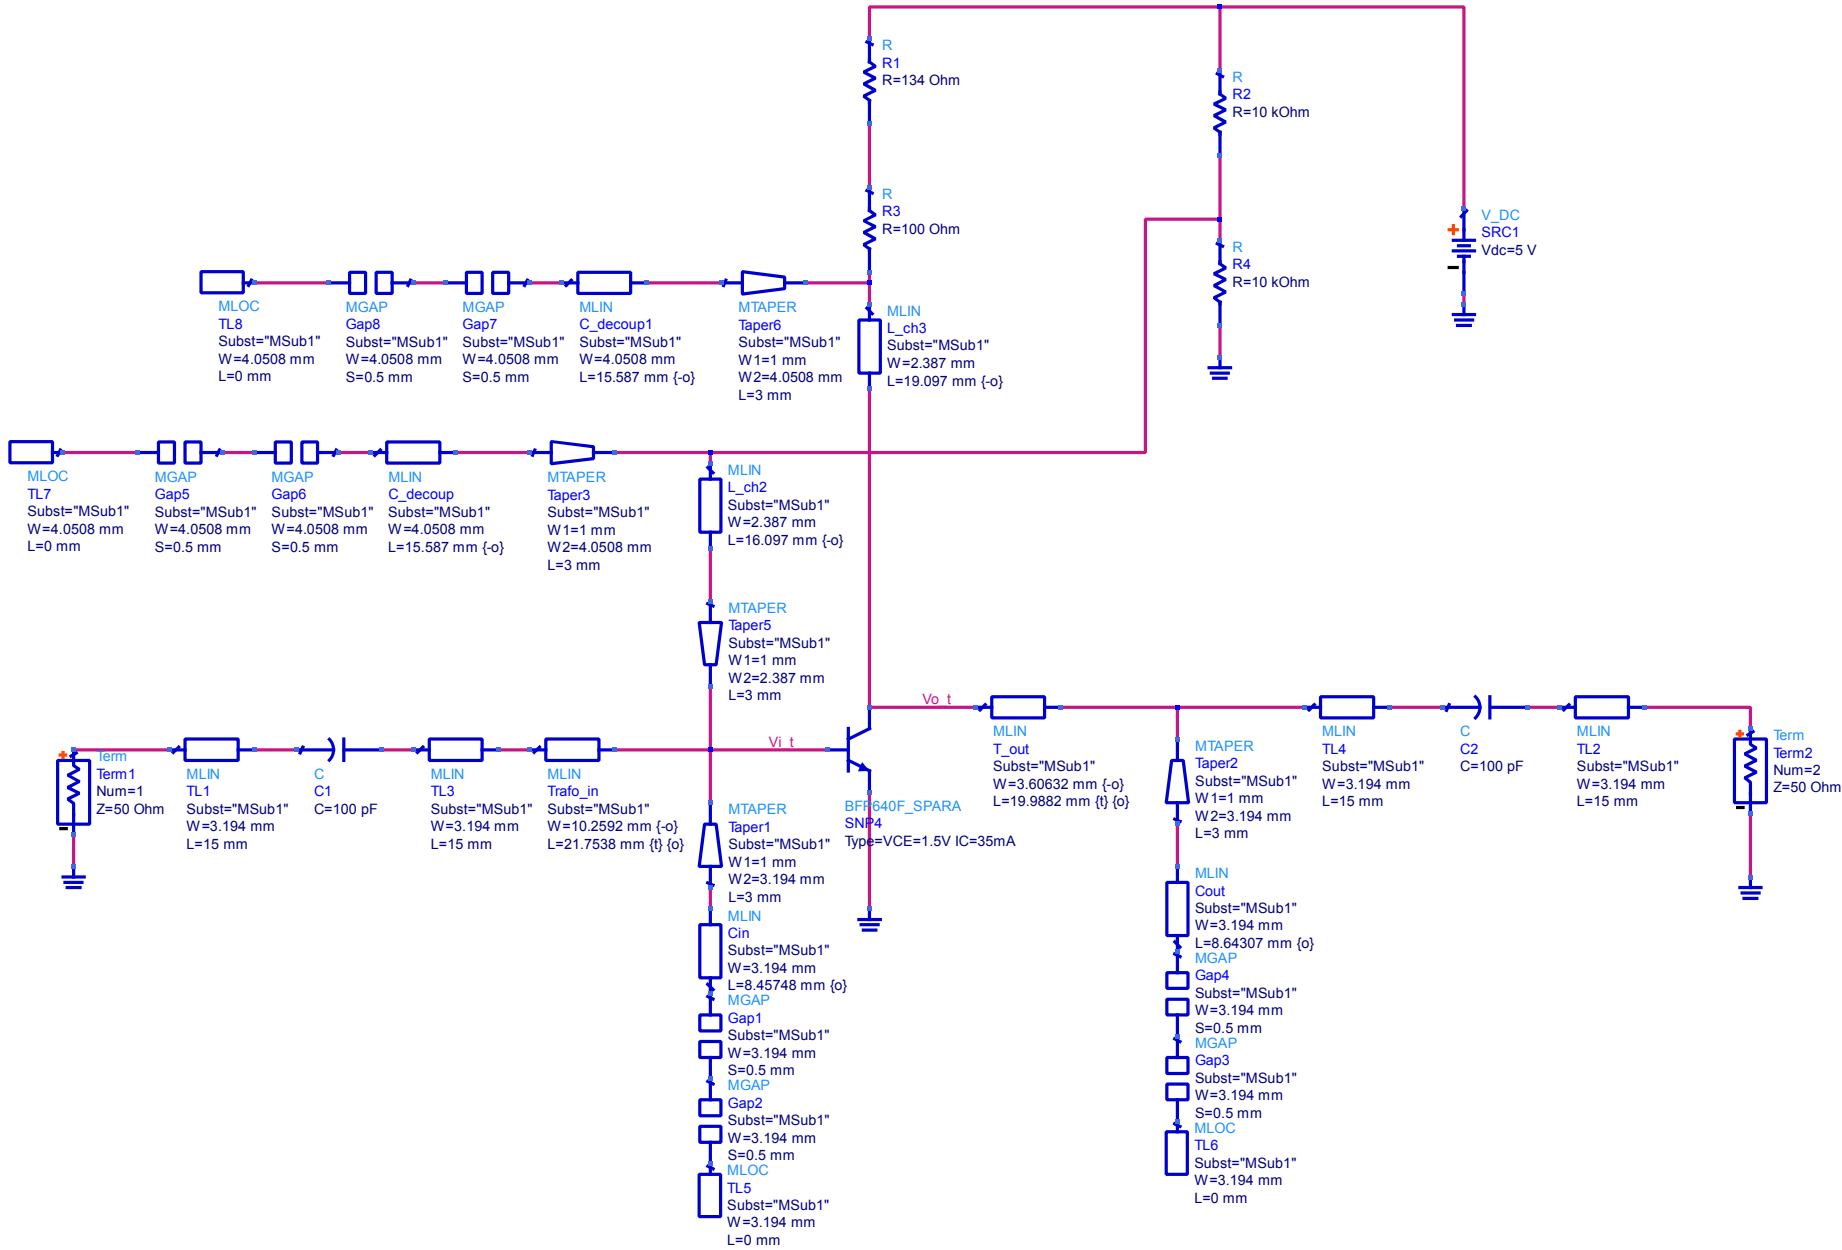 R
R1
R=134 Ohm
R
R2
R=10 kOhm
R
R3
R=100 Ohm
V_DC
SRC1
Vdc=5 V
R
R4
R=10 kOhm
MLOC
TL8
Subst="MSub1"
W=4.0508 mm
L=0 mm
MGAP
Gap8
Subst="MSub1"
W=4.0508 mm
S=0.5 mm
MGAP
Gap7
Subst="MSub1"
W=4.0508 mm
S=0.5 mm
MLIN
C_decoup1
Subst="MSub1"
W=4.0508 mm
L=15.587 mm {-o}
MTAPER
Taper6
Subst="MSub1"
W1=1 mm
W2=4.0508 mm
L=3 mm
MLIN
L_ch3
Subst="MSub1"
W=2.387 mm
L=19.097 mm {-o}
MLOC
TL7
Subst="MSub1"
W=4.0508 mm
L=0 mm
MGAP
Gap5
Subst="MSub1"
W=4.0508 mm
S=0.5 mm
MGAP
Gap6
Subst="MSub1"
W=4.0508 mm
S=0.5 mm
MLIN
C_decoup
Subst="MSub1"
W=4.0508 mm
L=15.587 mm {-o}
MTAPER
Taper3
Subst="MSub1"
W1=1 mm
W2=4.0508 mm
L=3 mm
MLIN
L_ch2
Subst="MSub1"
W=2.387 mm
L=16.097 mm {-o}
MTAPER
Taper5
Subst="MSub1"
W1=1 mm
W2=2.387 mm
L=3 mm
Vi_t
Vo_t
Term
Term1
Num=1
Z=50 Ohm
MLIN
TL1
Subst="MSub1"
W=3.194 mm
L=15 mm
C
C1
C=100 pF
MLIN
TL3
Subst="MSub1"
W=3.194 mm
L=15 mm
MLIN
Trafo_in
Subst="MSub1"
W=10.2592 mm {-o}
L=21.7538 mm {t} {o}
MTAPER
Taper1
Subst="MSub1"
W1=1 mm
W2=3.194 mm
L=3 mm
BFP640F_SPARA
SNP4
Type=VCE=1.5V IC=35mA
MLIN
T_out
Subst="MSub1"
W=3.60632 mm {-o}
L=19.9882 mm {t} {o}
MTAPER
Taper2
Subst="MSub1"
W1=1 mm
W2=3.194 mm
L=3 mm
MLIN
TL4
Subst="MSub1"
W=3.194 mm
L=15 mm
C
C2
C=100 pF
MLIN
TL2
Subst="MSub1"
W=3.194 mm
L=15 mm
Term
Term2
Num=2
Z=50 Ohm
MLIN
Cin
Subst="MSub1"
W=3.194 mm
L=8.45748 mm {o}
MGAP
Gap1
Subst="MSub1"
W=3.194 mm
S=0.5 mm
MGAP
Gap2
Subst="MSub1"
W=3.194 mm
S=0.5 mm
MLOC
TL5
Subst="MSub1"
W=3.194 mm
L=0 mm
MLIN
Cout
Subst="MSub1"
W=3.194 mm
L=8.64307 mm {o}
MGAP
Gap4
Subst="MSub1"
W=3.194 mm
S=0.5 mm
MGAP
Gap3
Subst="MSub1"
W=3.194 mm
S=0.5 mm
MLOC
TL6
Subst="MSub1"
W=3.194 mm
L=0 mm